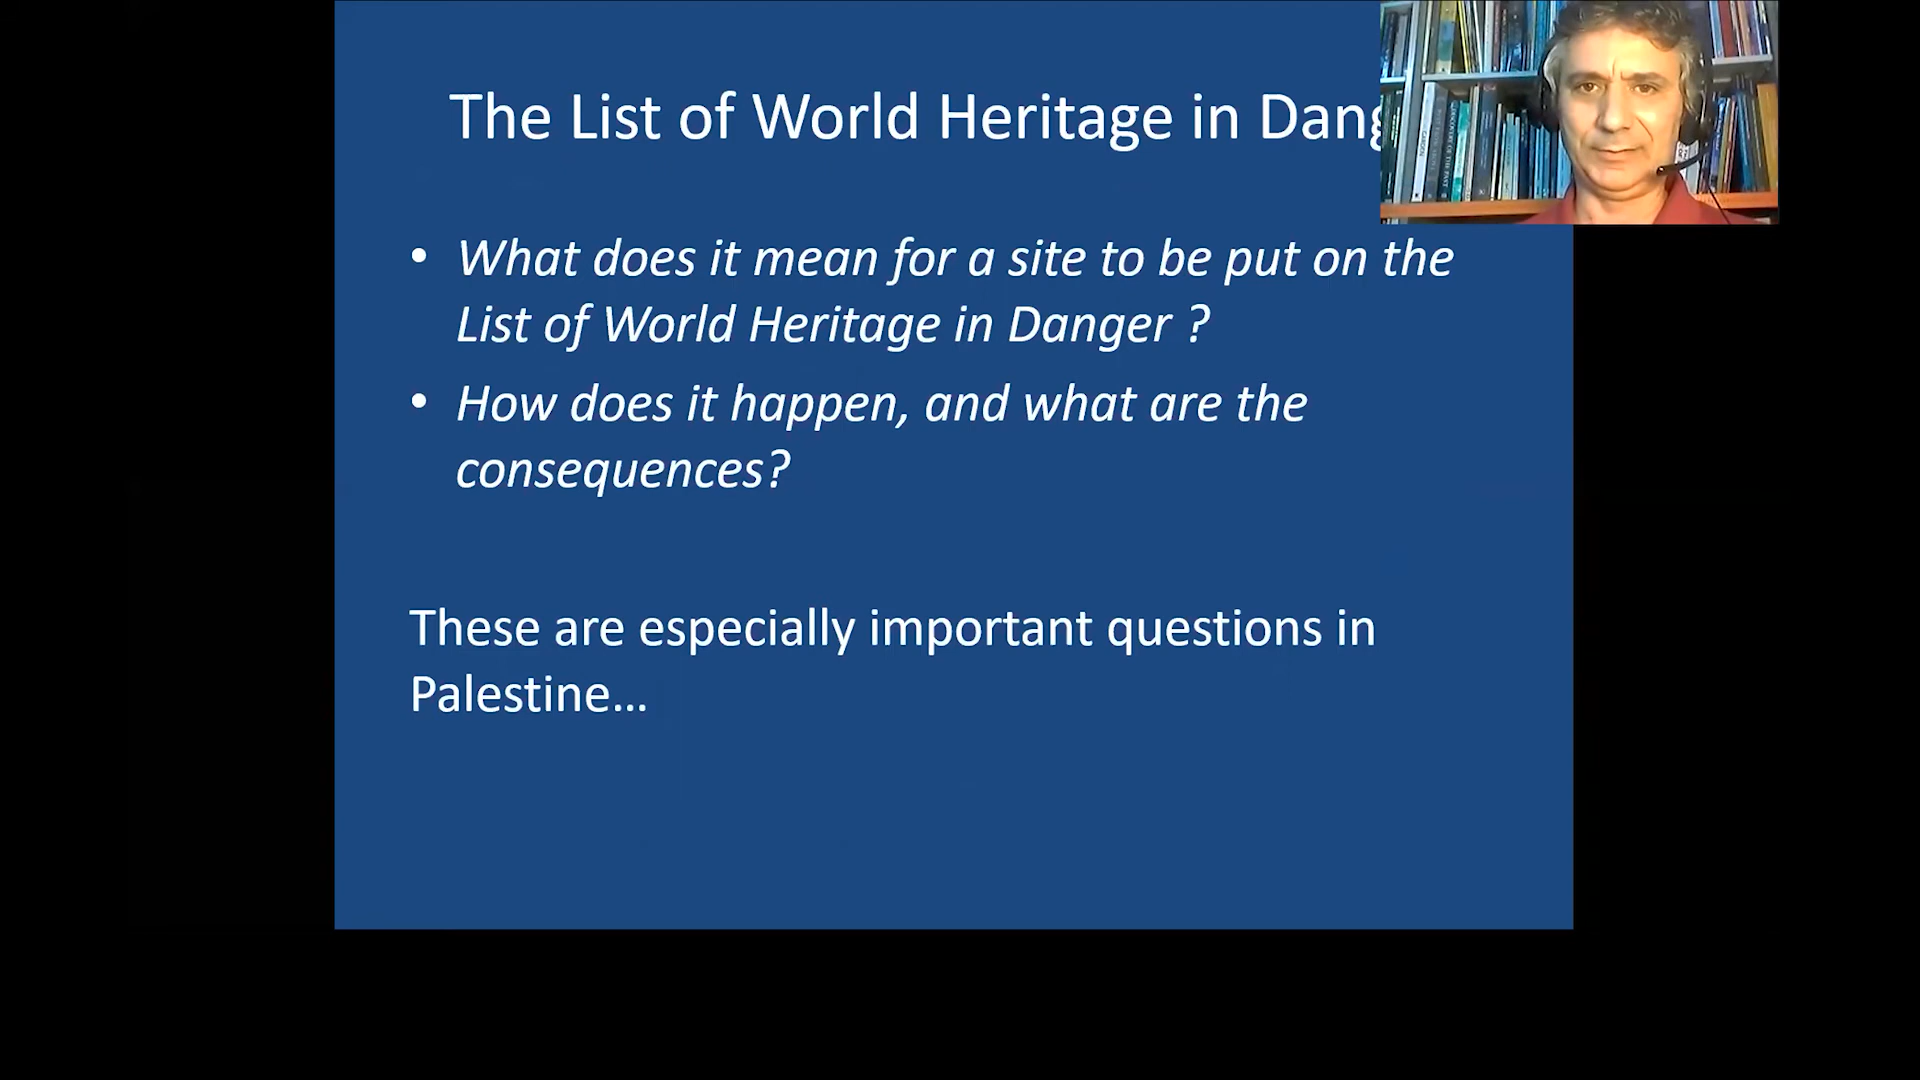 The List of World Heritage in Dang
• What does it mean for a site to be put on the
List of World Heritage in Danger ?
• How does it happen, and what are the
consequences?
These are especially important questions in
Palestine…